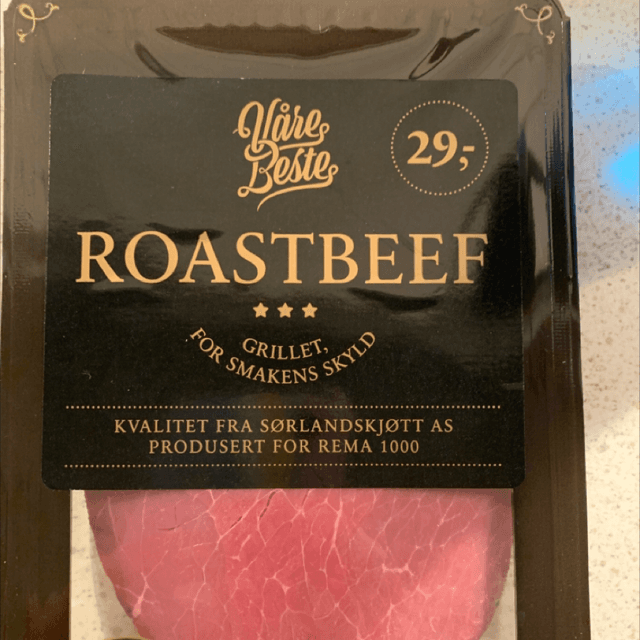 Våre
Beste
29,-
ROASTBEEF
GRILLET,
FOR SMAKENS SKYLD
KVALITET FRA SØRLANDSKJØTT AS
PRODUSERT FOR REMA 1000